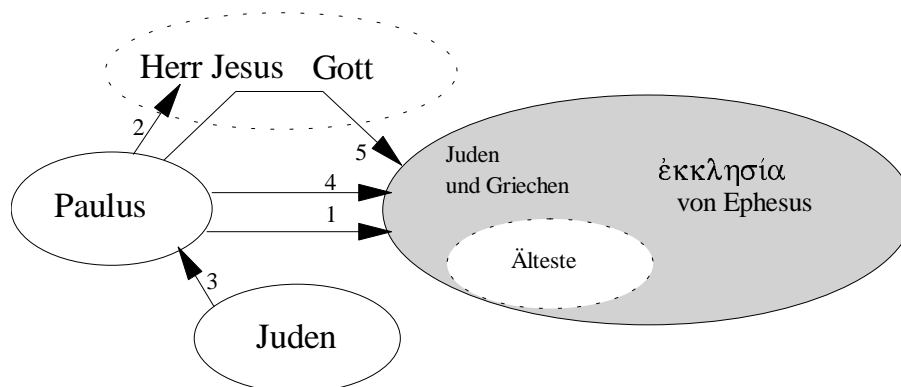 Herr Jesus Gott
2
5
Juden
und Griechen
ἐκκλησία
von Ephesus
Paulus
4
1
Älteste
3
Juden